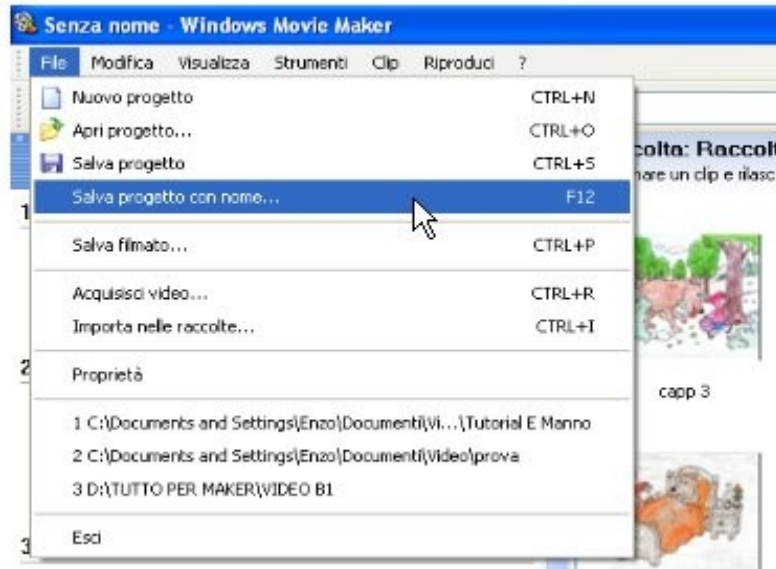 Senza nome - Windows Movie Maker
File Modifica Visualizza Strumenti Clip Riproduci ?
Nuovo progetto CTRL+N
Apri progetto... CTRL+O
Salva progetto CTRL+S
colta: Raccolt
nare un clip e rilasc
Salva progetto con nome... F12
1
Salva filmato... CTRL+P
Acquisisci video... CTRL+R
Importa nelle raccolte... CTRL+I
2
Proprietà
capp 3
1 C:\Documents and Settings\Enzo\Documenti\Vi...\Tutorial E Manno
2 C:\Documents and Settings\Enzo\Documenti\Video\prova
3 D:\TUTTO PER MAKER\VIDEO B1
Esci
3